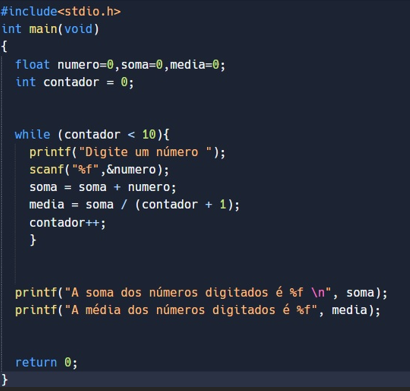 #include<stdio.h>
int main(void)
{
  float numero=0,soma=0,media=0;
  int contador = 0;
  while (contador < 10){
    printf("Digite um número ");
    scanf("%f",&numero);
    soma = soma + numero;
    media = soma / (contador + 1);
    contador++;
    }
  printf("A soma dos números digitados é %f \n", soma);
  printf("A média dos números digitados é %f", media);
  return 0;
}